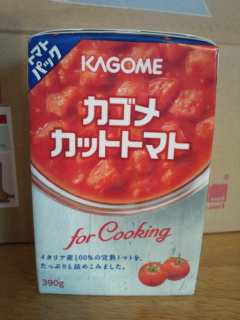 トマト
パック
KAGOME
カゴメ
カットトマト
for Cooking
イタリア産100%の完熟トマトを、
たっぷりと詰めこみました。
390g